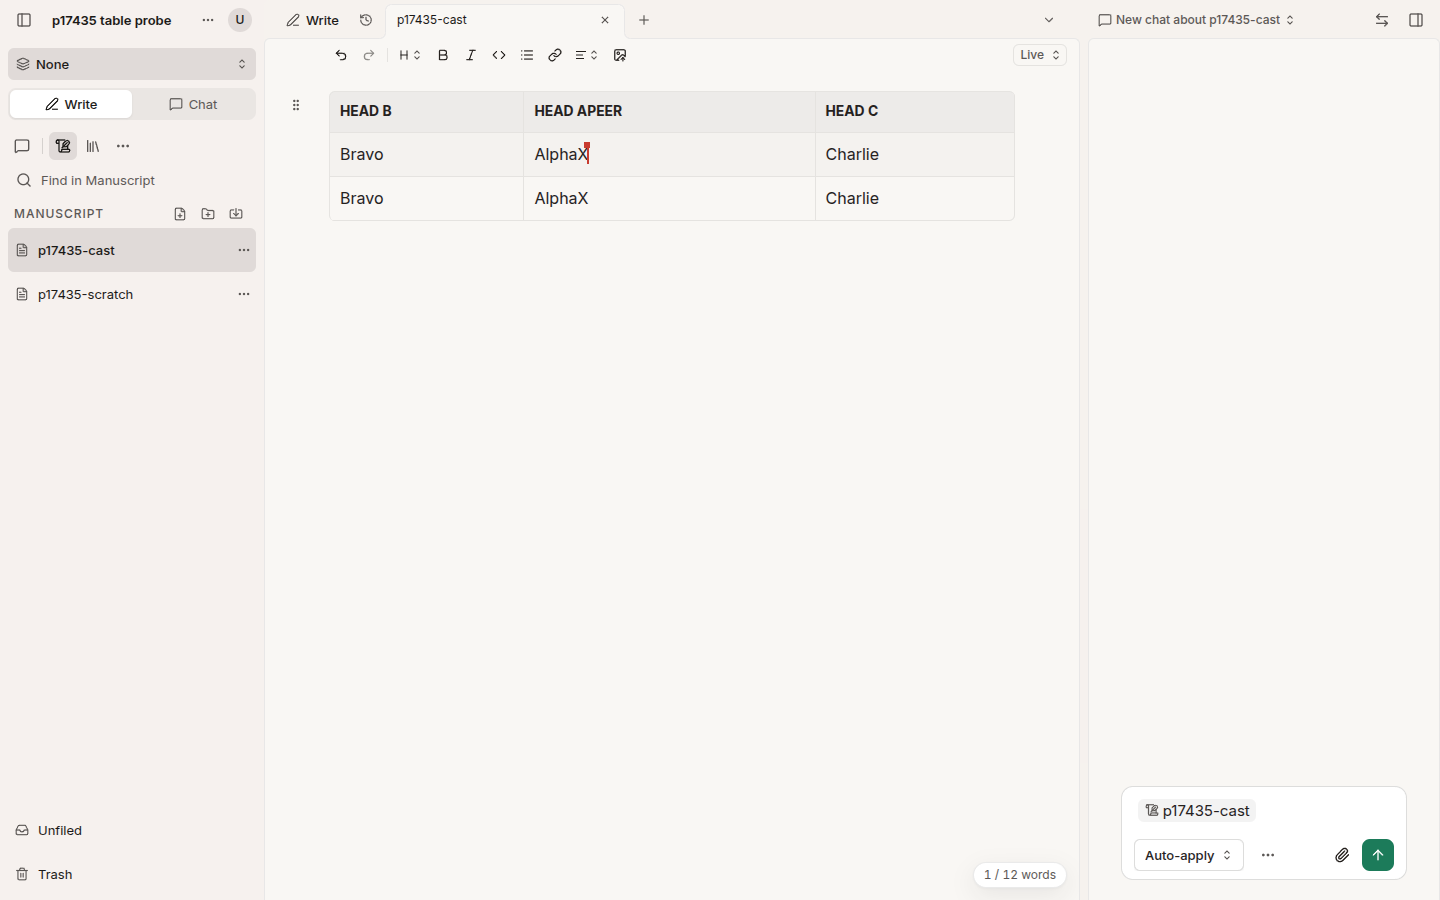 p17435 table probe
U
None
Write
Chat
Find in Manuscript
MANUSCRIPT
p17435-cast
p17435-scratch
Unfiled
Trash
Write
p17435-cast
H
B
I
Live
HEAD B HEAD APEER HEAD C
Bravo AlphaX Charlie
Bravo AlphaX Charlie
1 / 12 words
New chat about p17435-cast
p17435-cast
Auto-apply